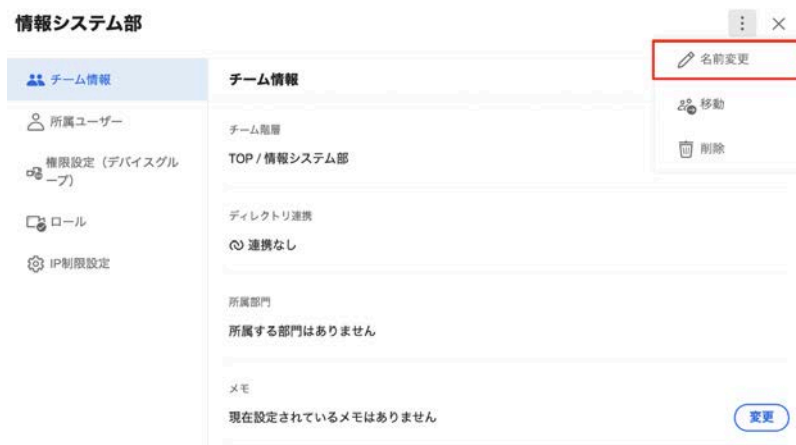 情報システム部
名前変更
移動
削除
チーム情報
所属ユーザー
権限設定（デバイスグル
ープ）
ロール
IP制限設定
チーム情報
チーム階層
TOP / 情報システム部
ディレクトリ連携
連携なし
所属部門
所属する部門はありません
メモ
現在設定されているメモはありません
変更